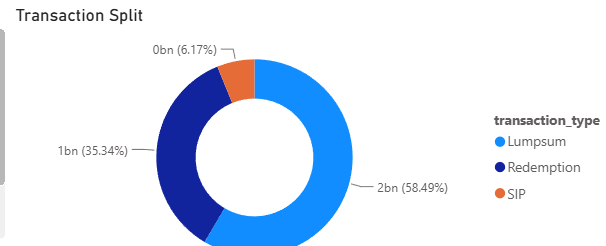 Transaction Split
0bn (6.17%)
1bn (35.34%)
2bn (58.49%)
transaction_type
Lumpsum
Redemption
SIP